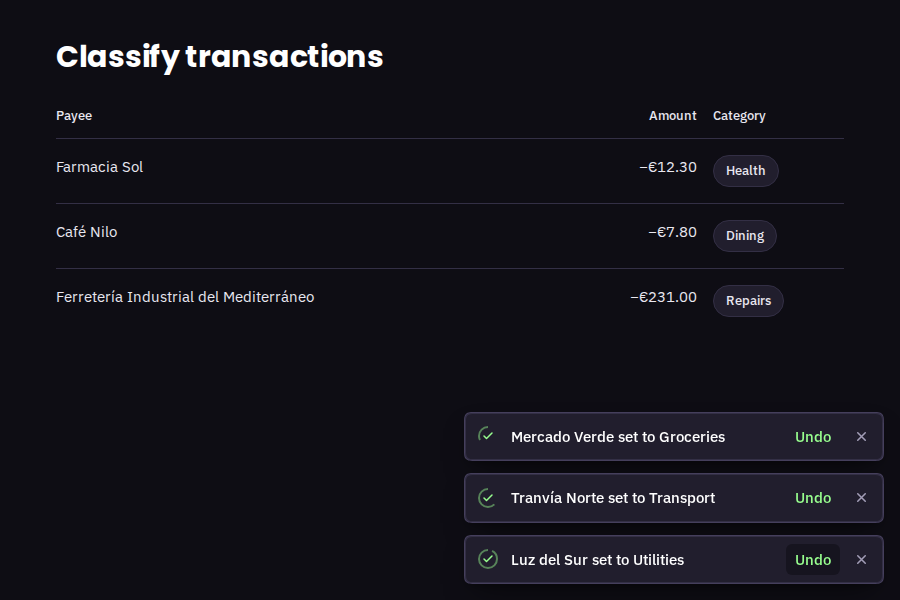 Classify transactions
Payee Amount Category
Farmacia Sol −€12.30 Health
Café Nilo −€7.80 Dining
Ferretería Industrial del Mediterráneo −€231.00 Repairs
Mercado Verde set to Groceries Undo
Tranvía Norte set to Transport Undo
Luz del Sur set to Utilities Undo